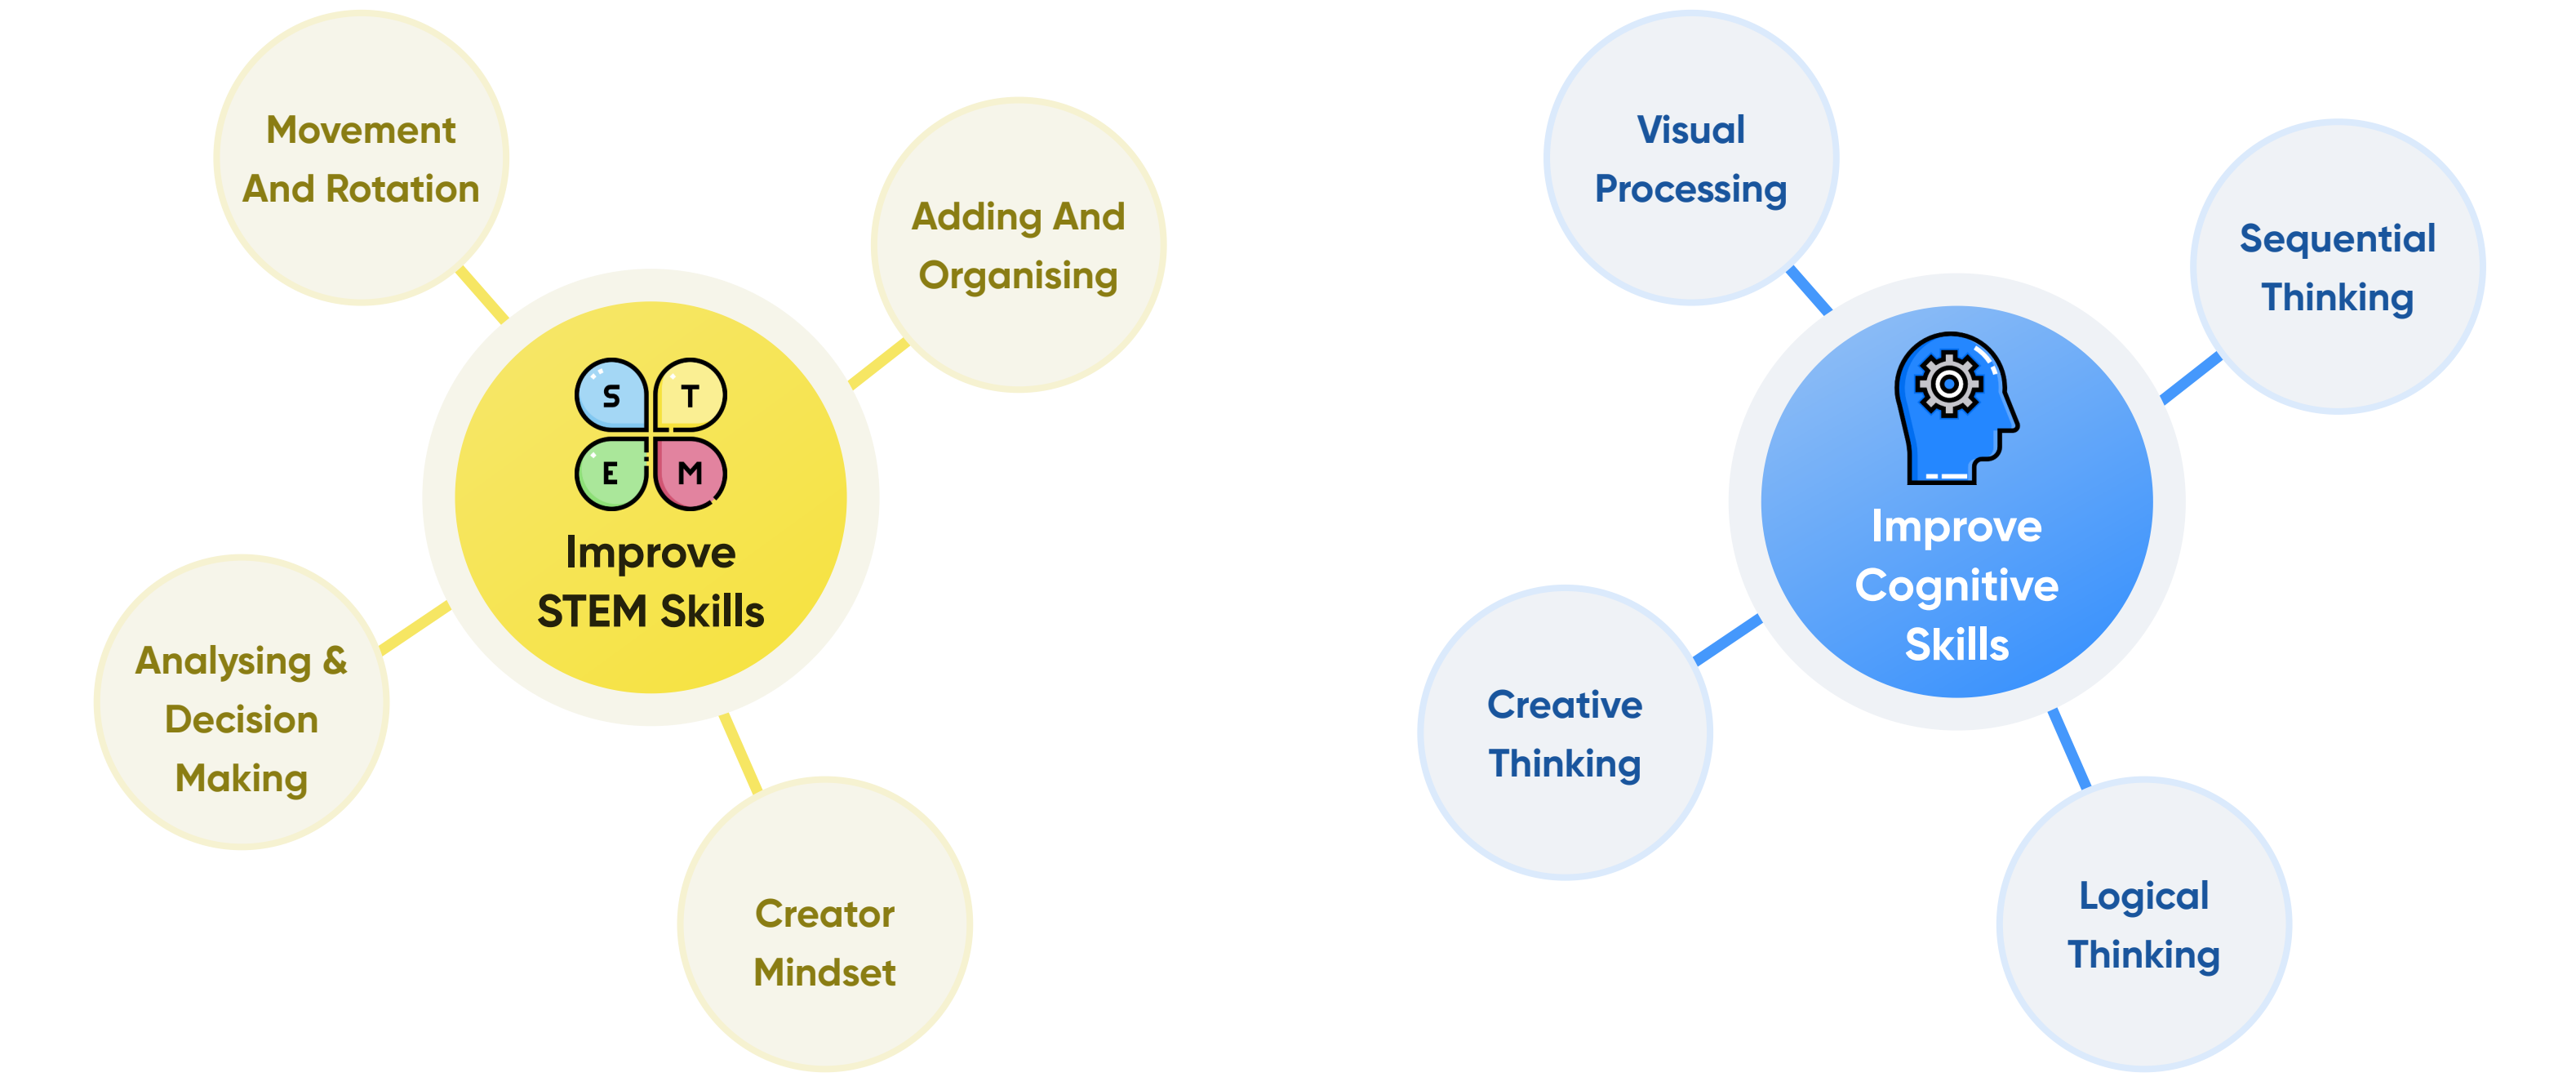 Movement
And Rotation
Adding And
Organising
S
T
E
M
Improve
STEM Skills
Analysing &
Decision
Making
Creator
Mindset
Visual
Processing
Sequential
Thinking
Improve
Cognitive
Skills
Creative
Thinking
Logical
Thinking